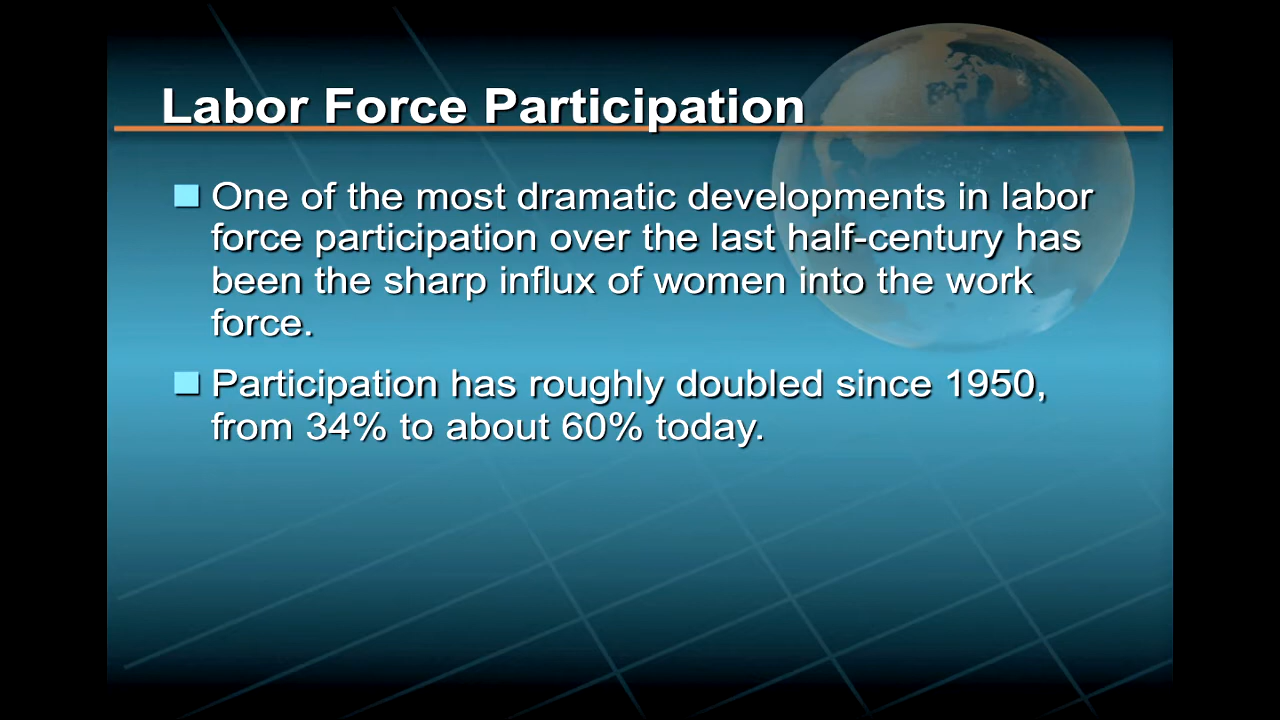 Labor Force Participation
One of the most dramatic developments in labor
force participation over the last half-century has
been the sharp influx of women into the work
force.
Participation has roughly doubled since 1950,
from 34% to about 60% today.